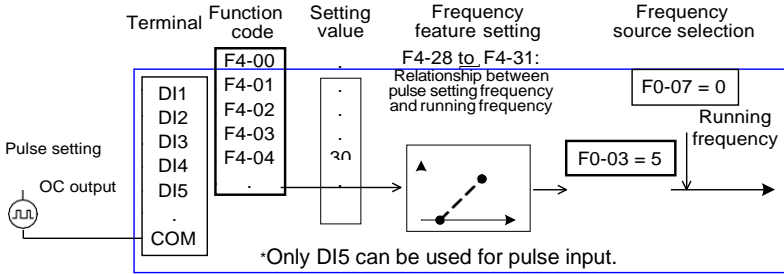 Terminal Function code Setting value Frequency feature setting Frequency source selection
F4-00 .
F4-28 to F4-31:
Relationship between
pulse setting frequency
and running frequency
DI1 F4-01 .
DI2 F4-02 .
DI3 F4-03 .
DI4 F4-04 30
DI5 . .
.
COM
F0-07 = 0
Running
frequency
F0-03 = 5
Pulse setting
OC output
*Only DI5 can be used for pulse input.